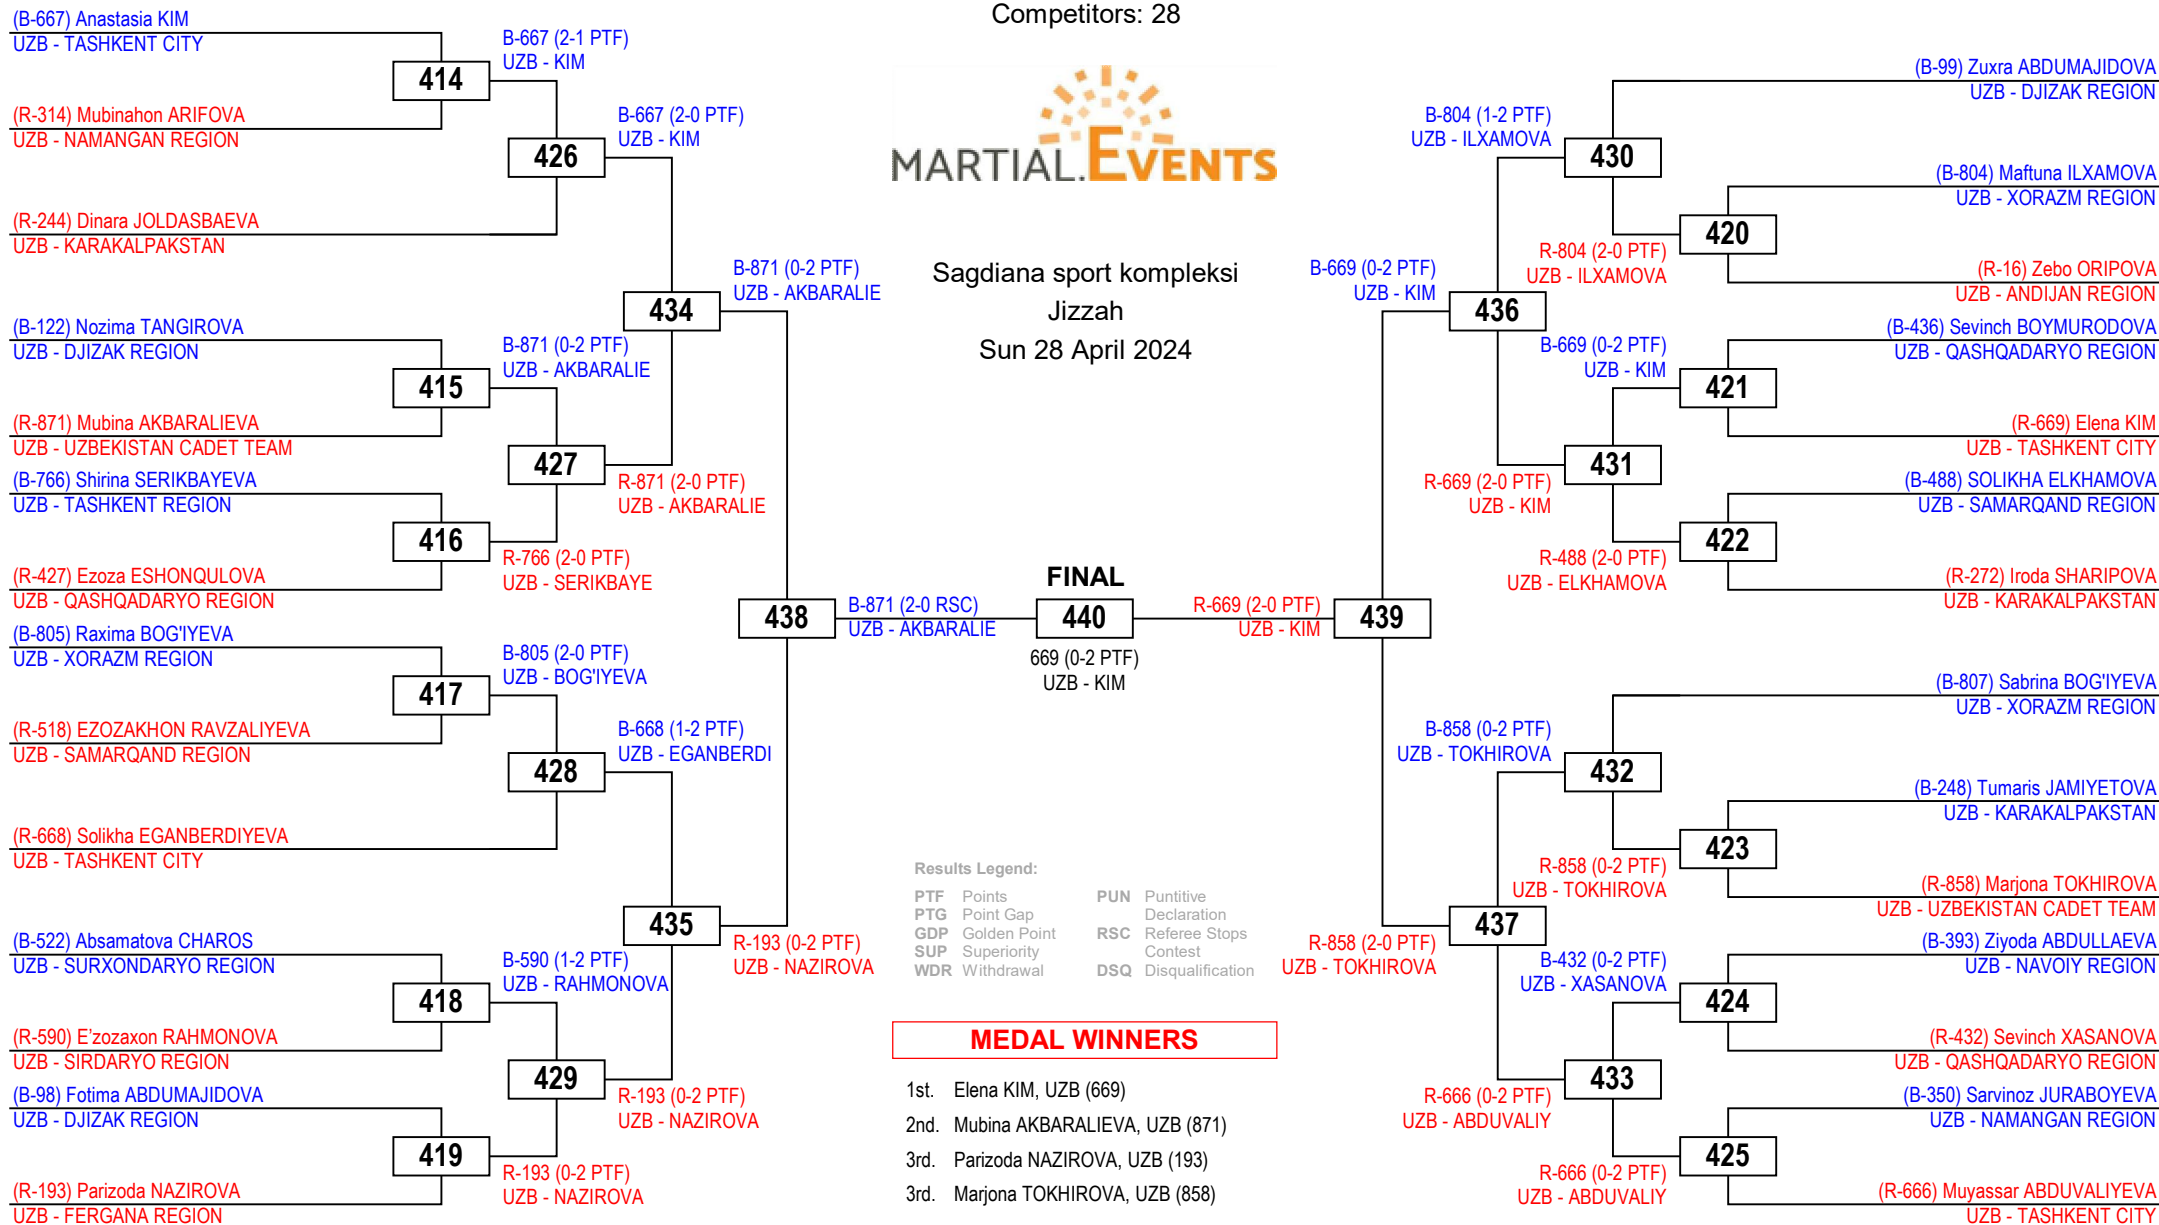 Competitors: 28
MARTIAL.EVENTS
Sagdiana sport kompleksi
Jizzah
Sun 28 April 2024
(B-667) Anastasia KIM
UZB - TASHKENT CITY
414
(R-314) Mubinahon ARIFOVA
UZB - NAMANGAN REGION
B-667 (2-1 PTF)
UZB - KIM
426
(R-244) Dinara JOLDASBAEVA
UZB - KARAKALPAKSTAN
B-667 (2-0 PTF)
UZB - KIM
434
(B-122) Nozima TANGIROVA
UZB - DJIZAK REGION
415
(R-871) Mubina AKBARALIEVA
UZB - UZBEKISTAN CADET TEAM
B-871 (0-2 PTF)
UZB - AKBARALIE
427
R-871 (2-0 PTF)
UZB - AKBARALIE
(B-766) Shirina SERIKBAYEVA
UZB - TASHKENT REGION
416
(R-427) Ezoza ESHONQULOVA
UZB - QASHQADARYO REGION
R-766 (2-0 PTF)
UZB - SERIKBAYE
B-871 (0-2 PTF)
UZB - AKBARALIE
438
(B-805) Raxima BOG'IYEVA
UZB - XORAZM REGION
417
(R-518) EZOZAKHON RAVZALIYEVA
UZB - SAMARQAND REGION
B-805 (2-0 PTF)
UZB - BOG'IYEVA
428
(R-668) Solikha EGANBERDIYEVA
UZB - TASHKENT CITY
B-668 (1-2 PTF)
UZB - EGANBERDI
435
(B-522) Absamatova CHAROS
UZB - SURXONDARYO REGION
418
(R-590) E'zozaxon RAHMONOVA
UZB - SIRDARYO REGION
B-590 (1-2 PTF)
UZB - RAHMONOVA
429
R-193 (0-2 PTF)
UZB - NAZIROVA
(B-98) Fotima ABDUMAJIDOVA
UZB - DJIZAK REGION
419
(R-193) Parizoda NAZIROVA
UZB - FERGANA REGION
R-193 (0-2 PTF)
UZB - NAZIROVA
R-193 (0-2 PTF)
UZB - NAZIROVA
B-871 (2-0 RSC)
UZB - AKBARALIE
FINAL
440
669 (0-2 PTF)
UZB - KIM
R-669 (2-0 PTF)
UZB - KIM
439
(B-99) Zuxra ABDUMAJIDOVA
UZB - DJIZAK REGION
B-804 (1-2 PTF)
UZB - ILXAMOVA
430
(B-804) Maftuna ILXAMOVA
UZB - XORAZM REGION
420
R-804 (2-0 PTF)
UZB - ILXAMOVA
(R-16) Zebo ORIPOVA
UZB - ANDIJAN REGION
B-669 (0-2 PTF)
UZB - KIM
436
(B-436) Sevinch BOYMURODOVA
UZB - QASHQADARYO REGION
B-669 (0-2 PTF)
UZB - KIM
421
(R-669) Elena KIM
UZB - TASHKENT CITY
431
R-669 (2-0 PTF)
UZB - KIM
(B-488) SOLIKHA ELKHAMOVA
UZB - SAMARQAND REGION
422
R-488 (2-0 PTF)
UZB - ELKHAMOVA
(R-272) Iroda SHARIPOVA
UZB - KARAKALPAKSTAN
(B-807) Sabrina BOG'IYEVA
UZB - XORAZM REGION
B-858 (0-2 PTF)
UZB - TOKHIROVA
432
(B-248) Tumaris JAMIYETOVA
UZB - KARAKALPAKSTAN
423
R-858 (0-2 PTF)
UZB - TOKHIROVA
(R-858) Marjona TOKHIROVA
UZB - UZBEKISTAN CADET TEAM
437
R-858 (2-0 PTF)
UZB - TOKHIROVA
(B-393) Ziyoda ABDULLAEVA
UZB - NAVOIY REGION
B-432 (0-2 PTF)
UZB - XASANOVA
424
(R-432) Sevinch XASANOVA
UZB - QASHQADARYO REGION
433
R-666 (0-2 PTF)
UZB - ABDUVALIY
(B-350) Sarvinoz JURABOYEVA
UZB - NAMANGAN REGION
425
R-666 (0-2 PTF)
UZB - ABDUVALIY
(R-666) Muyassar ABDUVALIYEVA
UZB - TASHKENT CITY
Results Legend:
PTF Points
PTG Point Gap
GDP Golden Point
SUP Superiority
WDR Withdrawal
PUN Puntitive
Declaration
RSC Referee Stops
Contest
DSQ Disqualification
MEDAL WINNERS
1st. Elena KIM, UZB (669)
2nd. Mubina AKBARALIEVA, UZB (871)
3rd. Parizoda NAZIROVA, UZB (193)
3rd. Marjona TOKHIROVA, UZB (858)